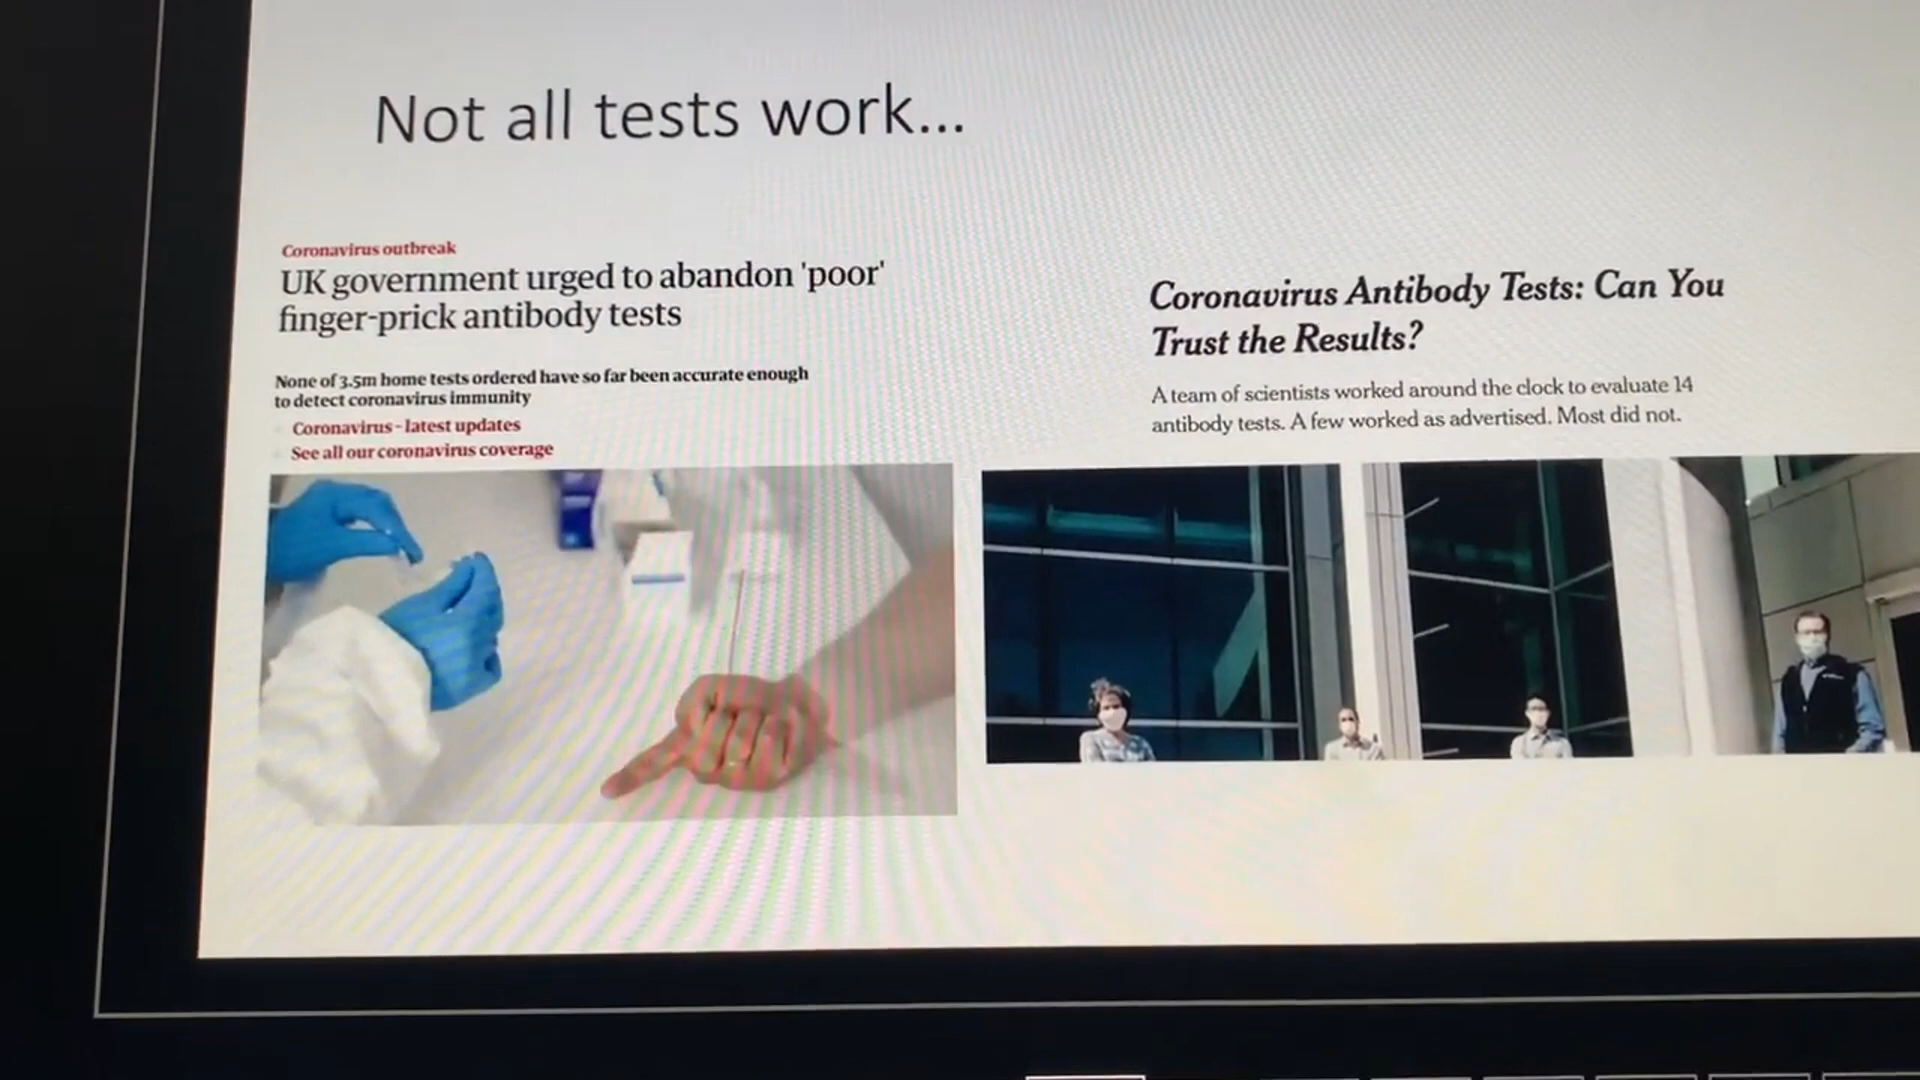 Not all tests work...
Coronavirus outbreak
UK government urged to abandon 'poor'
finger-prick antibody tests
None of 3.5m home tests ordered have so far been accurate enough
to detect coronavirus immunity
Coronavirus - latest updates
See all our coronavirus coverage
Coronavirus Antibody Tests: Can You
Trust the Results?
A team of scientists worked around the clock to evaluate 14
antibody tests. A few worked as advertised. Most did not.